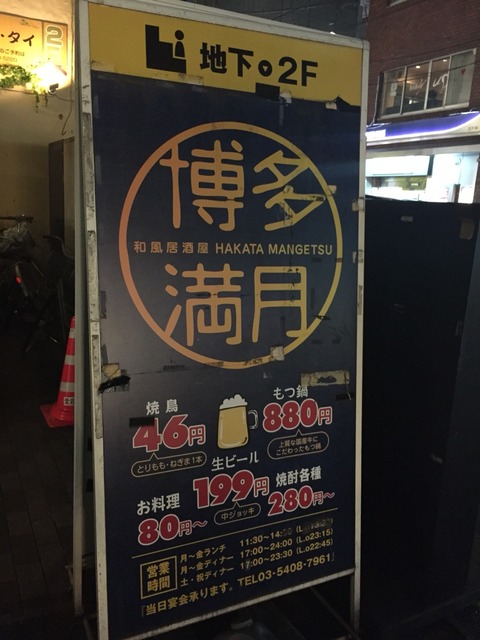 地下・2F
博多
和風居酒屋 HAKATA MANGETSU
満月
焼鳥
46円
とりもも・ねぎま1本
もつ鍋
880円
上質な国産牛に
こだわったもつ鍋
生ビール
199円
中ジョッキ
お料理
80円～
焼酎各種
280円～
営業時間
月～金ランチ 11:30～14:
月～金ディナー 17:00～24:00 (L.o23:15)
土・祝ディナー 17:00～23:30 (L.o22:45)
「当日宴会承ります。 TEL03-5408-7961」
タイ